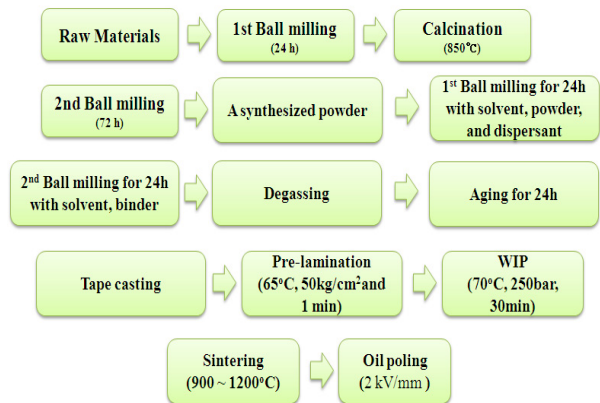 Raw Materials
1st Ball milling
(24 h)
Calcination
(850℃)
2nd Ball milling
(72 h)
A synthesized powder
1st Ball milling for 24h
with solvent, powder,
and dispersant
2nd Ball milling for 24h
with solvent, binder
Degassing
Aging for 24h
Tape casting
Pre-lamination
(65°C, 50kg/cm²and
1 min)
WIP
(70°C, 250bar,
30min)
Sintering
(900 ~ 1200°C)
Oil poling
(2 kV/mm )